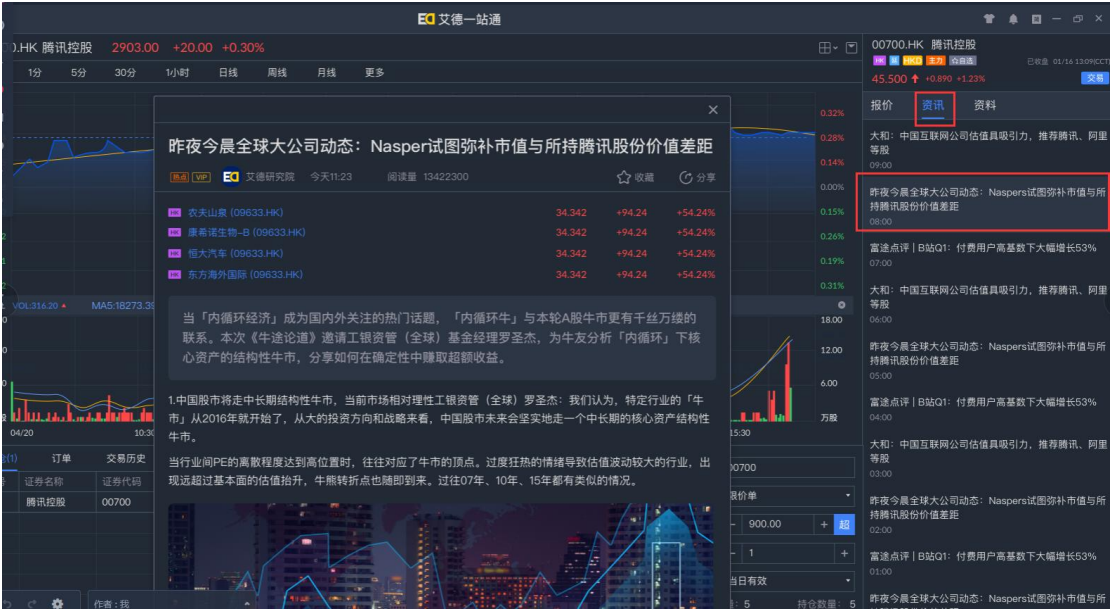 ED 艾德一站通
0.HK 腾讯控股 2903.00 +20.00 +0.30%
1分 5分 30分 1小时 日线 周线 月线 更多
0.32%
0.28%
0.14%
0.00%
0.15%
0.26%
0.19%
0.31%
昨夜今晨全球大公司动态：Nasper试图弥补市值与所持腾讯股份价值差距
热点 VIP ED 艾德研究院 今天11:23 阅读量 13422300 收藏 分享
HK 农夫山泉 (09633.HK) 34.342 +94.24 +54.24%
HK 康希诺生物-B (09633.HK) 34.342 +94.24 +54.24%
HK 恒大汽车 (09633.HK) 34.342 +94.24 +54.24%
HK 东方海外国际 (09633.HK) 34.342 +94.24 +54.24%
当「内循环经济」成为国内外关注的热门话题，「内循环牛」与本轮A股牛市更有千丝万缕的
联系。本次《牛途论道》邀请工银资管（全球）基金经理罗圣杰，为牛友分析「内循环」下核
心资产的结构性牛市，分享如何在确定性中赚取超额收益。
1.中国股市将走中长期结构性牛市，当前市场相对理性工银资管（全球）罗圣杰：我们认为，特定行业的「牛
市」从2016年就开始了，从大的投资方向和战略来看，中国股市未来会坚实地走一个中长期的核心资产结构性
牛市。
当行业间PE的离散程度达到高位置时，往往对应了牛市的顶点。过度狂热的情绪导致估值波动较大的行业，出
现远超过基本面的估值抬升，牛熊转折点也随即到来。过往07年、10年、15年都有类似的情况。
VOL:316.20 MA5:18273.39
18.00
12.00
6.00
万股
04/20 10:30 15:30
(1) 订单 交易历史
证券名称 证券代码
腾讯控股 00700
作者：我
00700
限价单
- 900.00 + 超
- 1 +
当日有效
：5 持仓数量：5
00700.HK 腾讯控股
HK HKD 主力 自选 已收盘 01/16 13:09(CCT)
45.500 +0.890 +1.23% 交易
报价 资讯 资料
大和：中国互联网公司估值具吸引力，推荐腾讯、阿里
等股
09:00
昨夜今晨全球大公司动态：Naspers试图弥补市值与所
持腾讯股份价值差距
08:00
富途点评 | B站Q1：付费用户高基数下大幅增长53%
07:00
大和：中国互联网公司估值具吸引力，推荐腾讯、阿里
等股
06:00
昨夜今晨全球大公司动态：Naspers试图弥补市值与所
持腾讯股份价值差距
05:00
富途点评 | B站Q1：付费用户高基数下大幅增长53%
04:00
大和：中国互联网公司估值具吸引力，推荐腾讯、阿里
等股
03:00
昨夜今晨全球大公司动态：Naspers试图弥补市值与所
持腾讯股份价值差距
02:00
富途点评 | B站Q1：付费用户高基数下大幅增长53%
01:00
昨夜今晨全球大公司动态：Naspers试图弥补市值与所